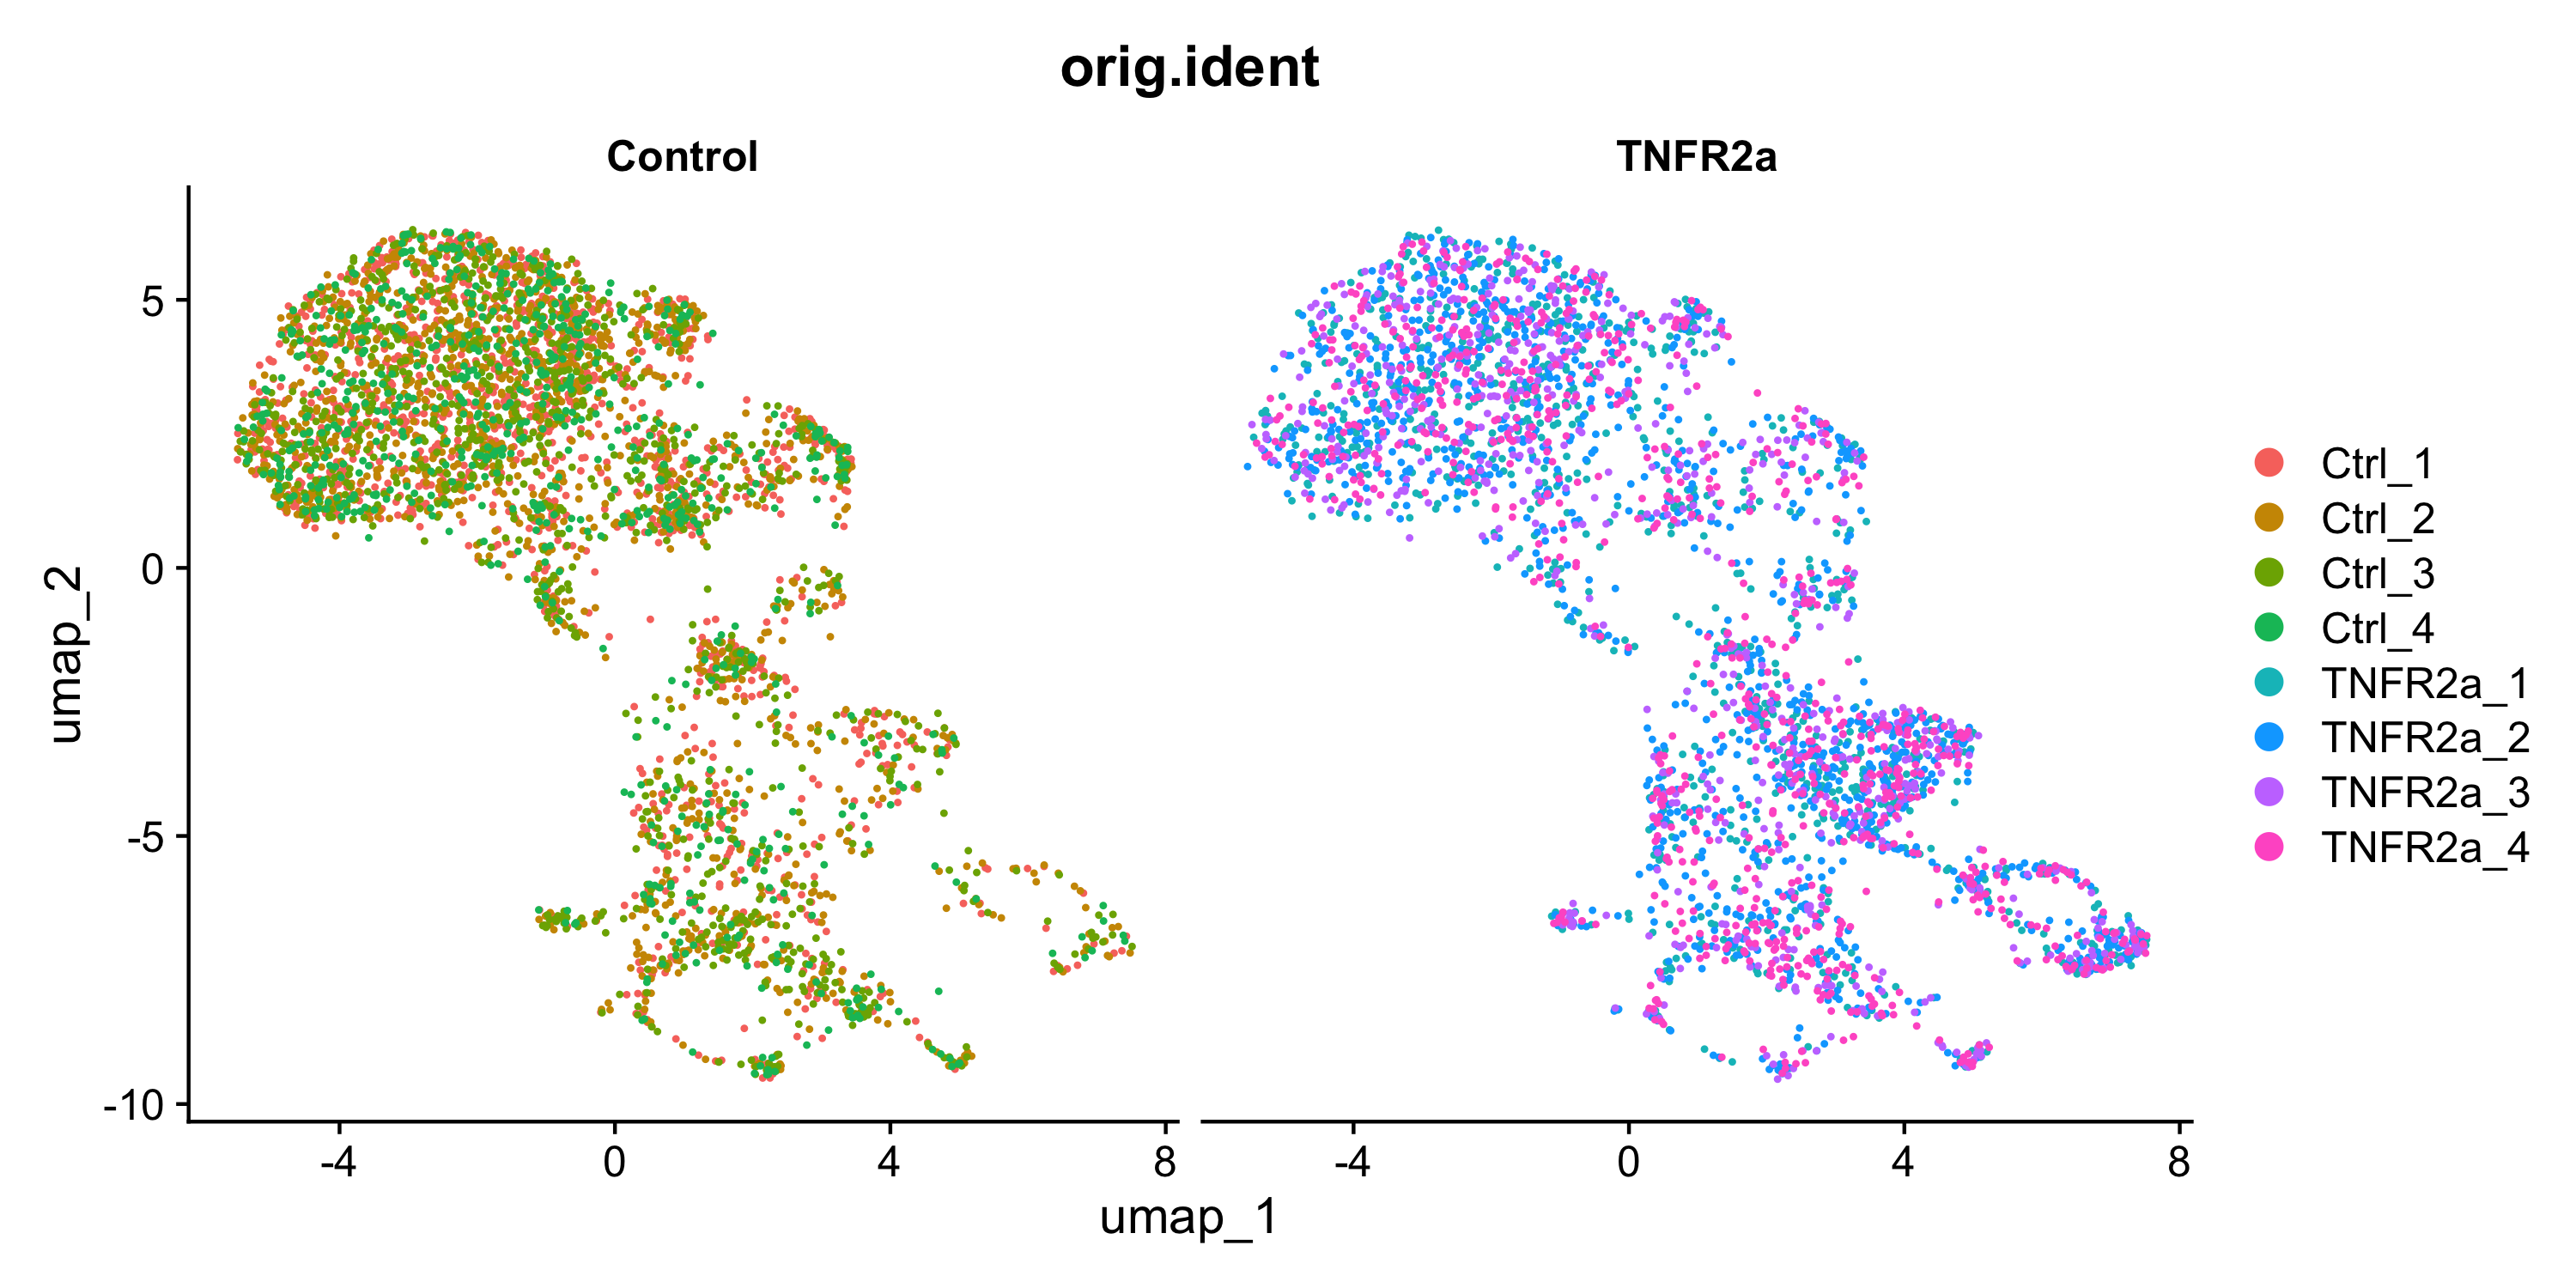 orig.ident
Control
TNFR2a
umap_2
5
0
-5
-10
-4
0
4
8
-4
0
4
8
umap_1
Ctrl_1
Ctrl_2
Ctrl_3
Ctrl_4
TNFR2a_1
TNFR2a_2
TNFR2a_3
TNFR2a_4